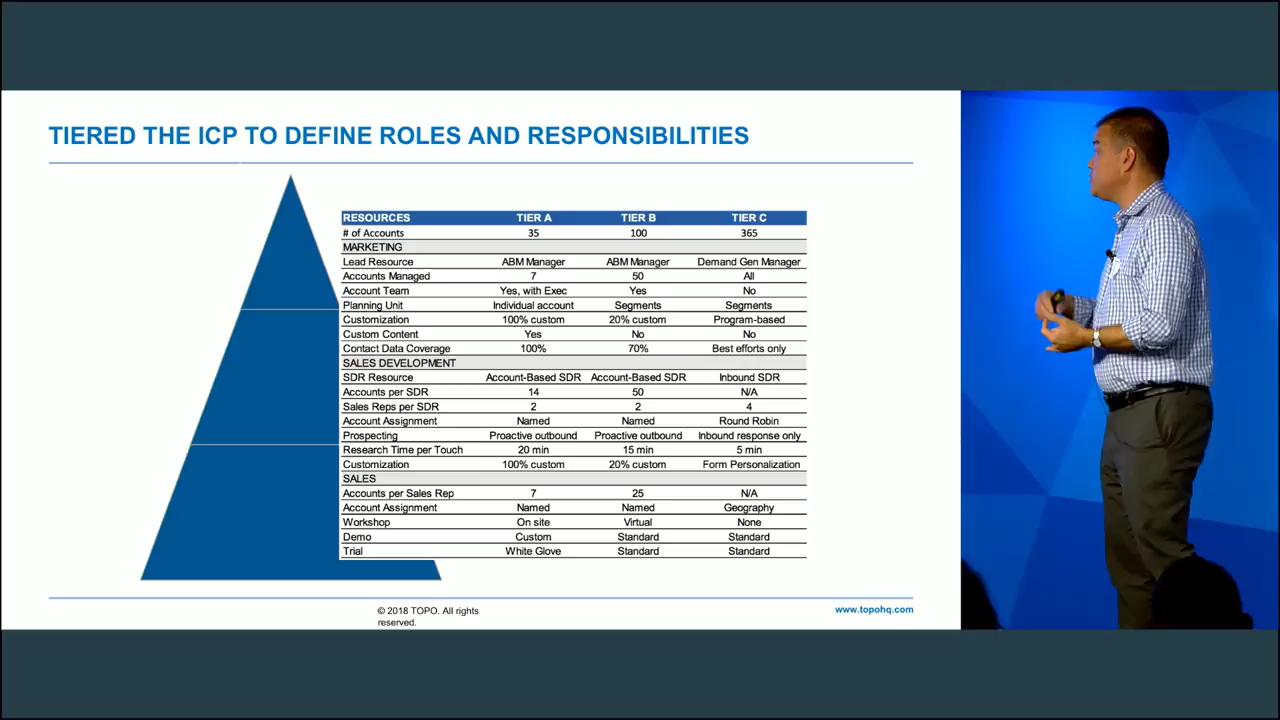 TIERED THE ICP TO DEFINE ROLES AND RESPONSIBILITIES
RESOURCES TIER A TIER B TIER C
# of Accounts 35 100 365
MARKETING
Lead Resource ABM Manager ABM Manager Demand Gen Manager
Accounts Managed 7 50 All
Account Team Yes, with Exec Yes No
Planning Unit Individual account Segments Segments
Customization 100% custom 20% custom Program-based
Custom Content Yes No No
Contact Data Coverage 100% 70% Best efforts only
SALES DEVELOPMENT
SDR Resource Account-Based SDR Account-Based SDR Inbound SDR
Accounts per SDR 14 50 N/A
Sales Reps per SDR 2 2 4
Account Assignment Named Named Round Robin
Prospecting Proactive outbound Proactive outbound Inbound response only
Research Time per Touch 20 min 15 min 5 min
Customization 100% custom 20% custom Form Personalization
SALES
Accounts per Sales Rep 7 25 N/A
Account Assignment Named Named Geography
Workshop On site Virtual None
Demo Custom Standard Standard
Trial White Glove Standard Standard
© 2018 TOPO. All rights
reserved.
www.topohq.com